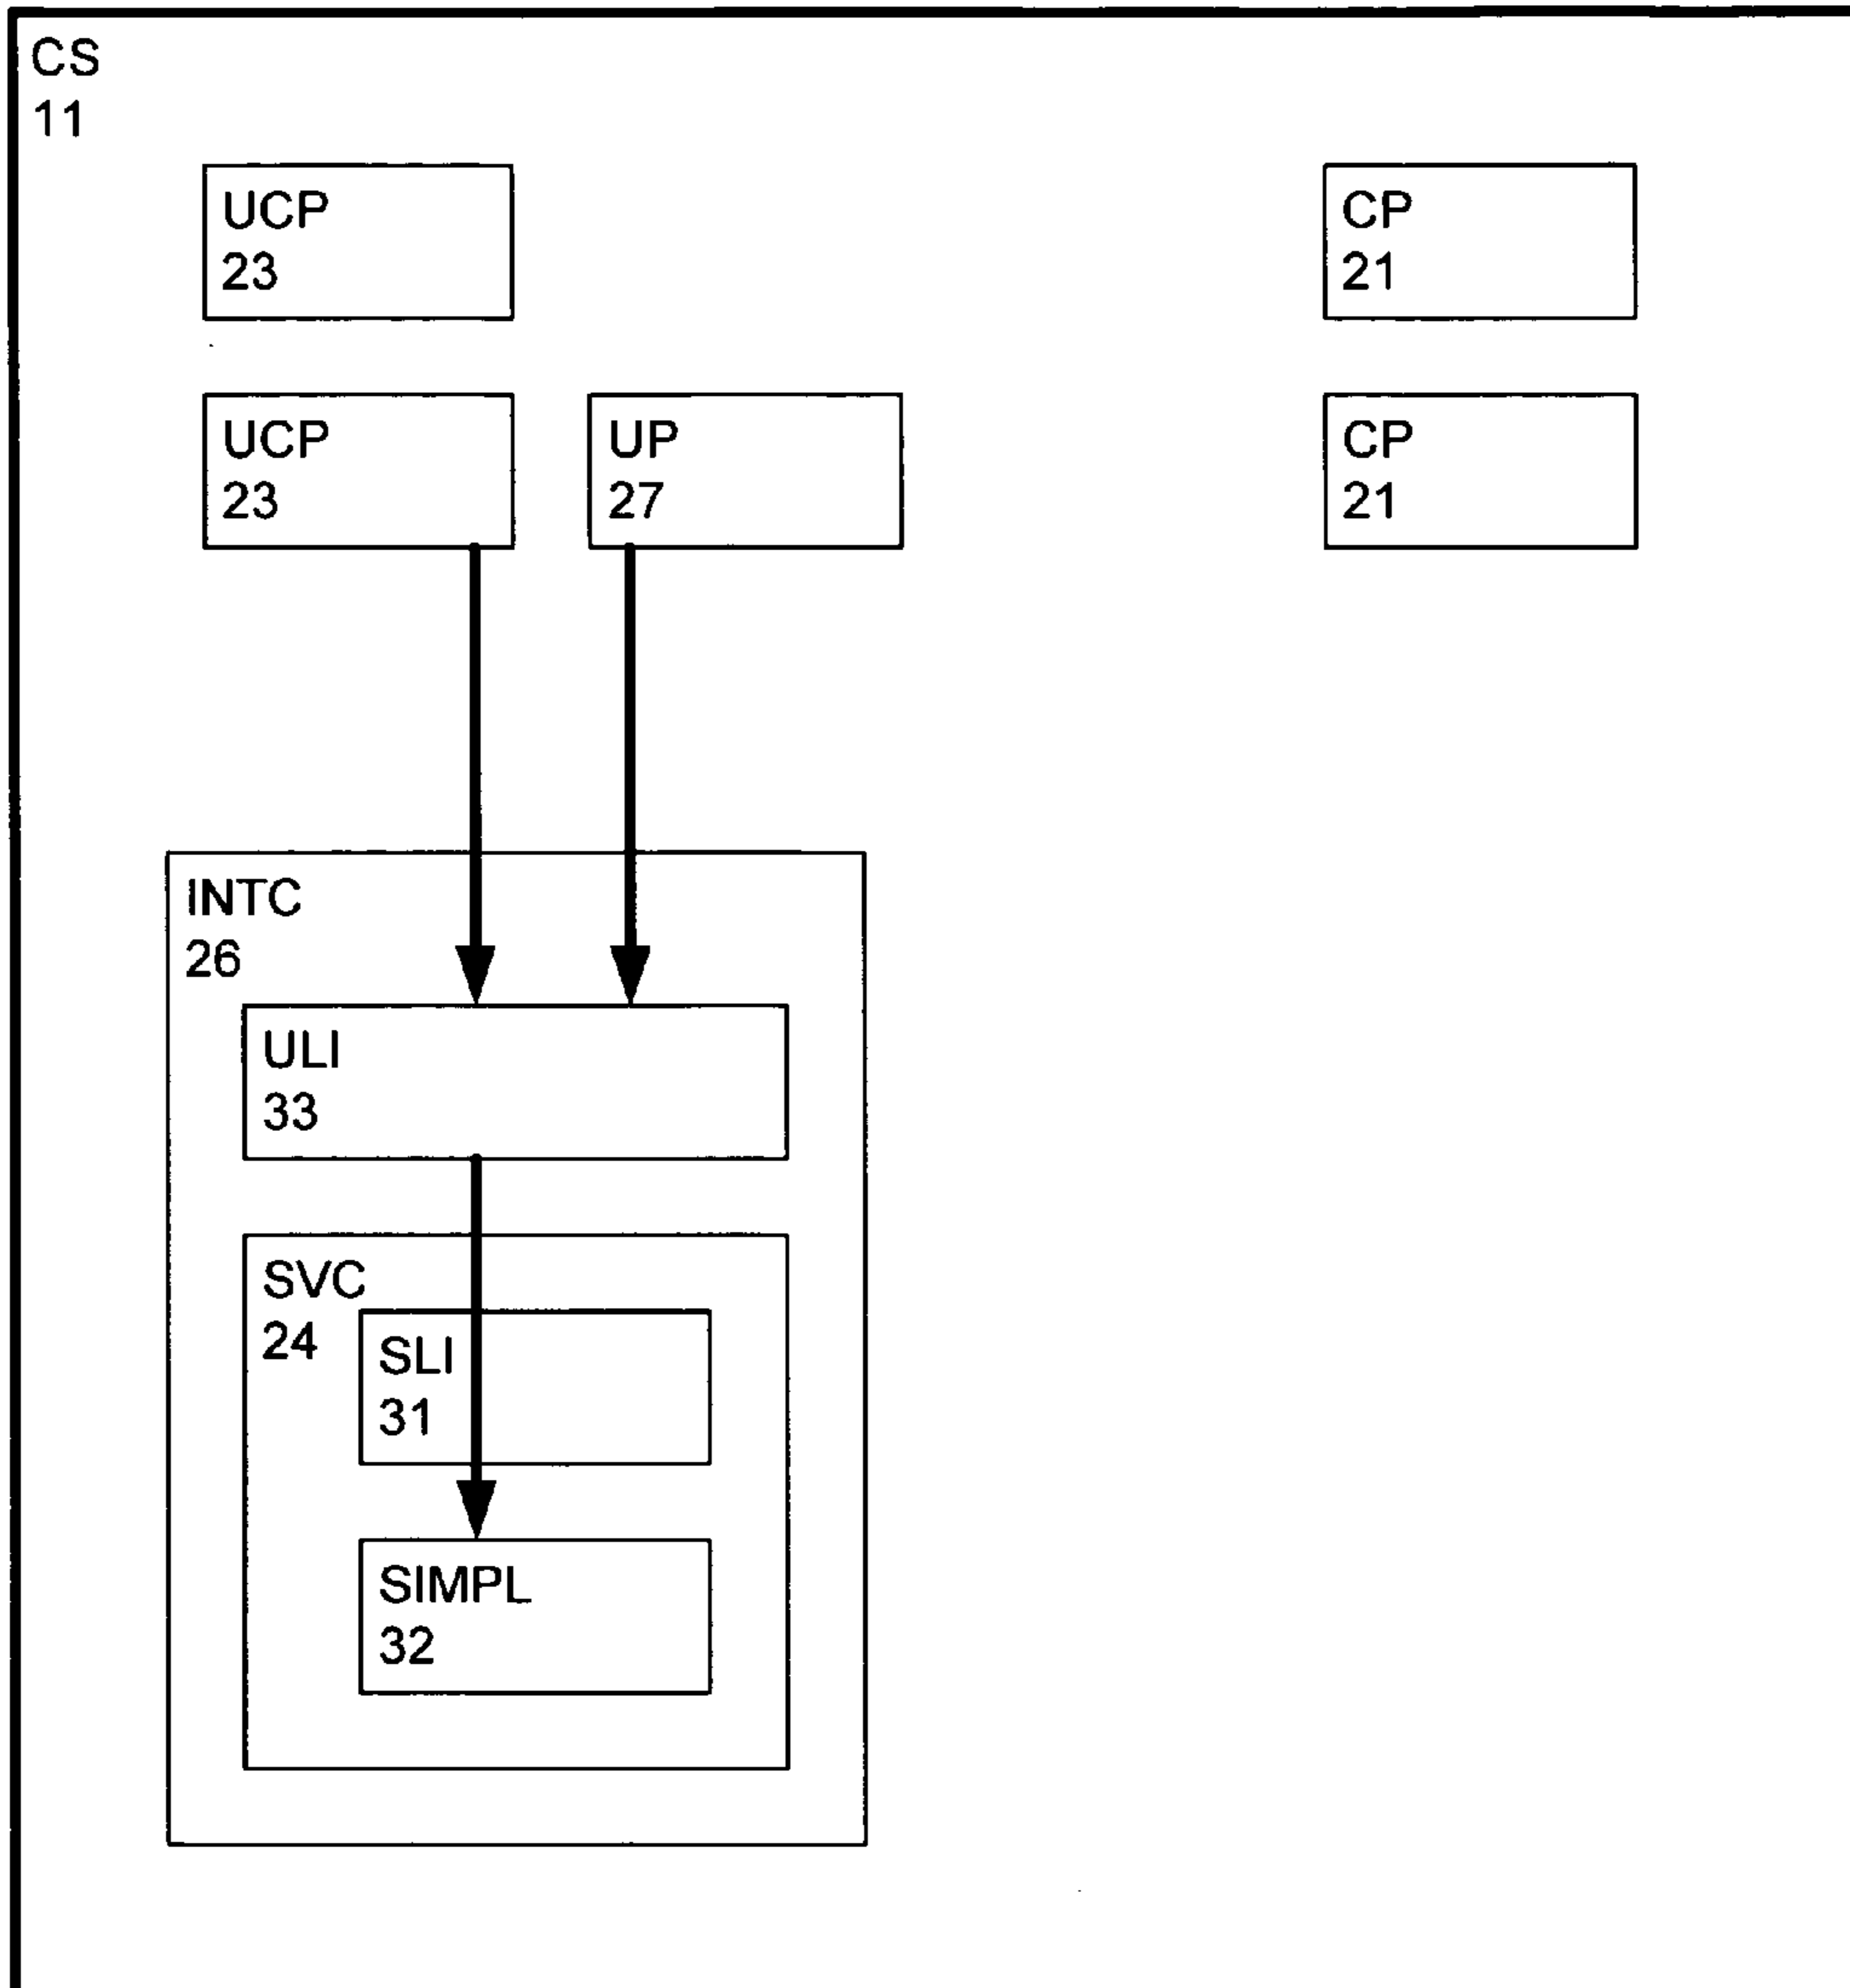 CS
11
UCP
23
CP
21
UCP
23
UP
27
CP
21
INTC
26
ULI
33
SVC
24
SLI
31
SIMPL
32